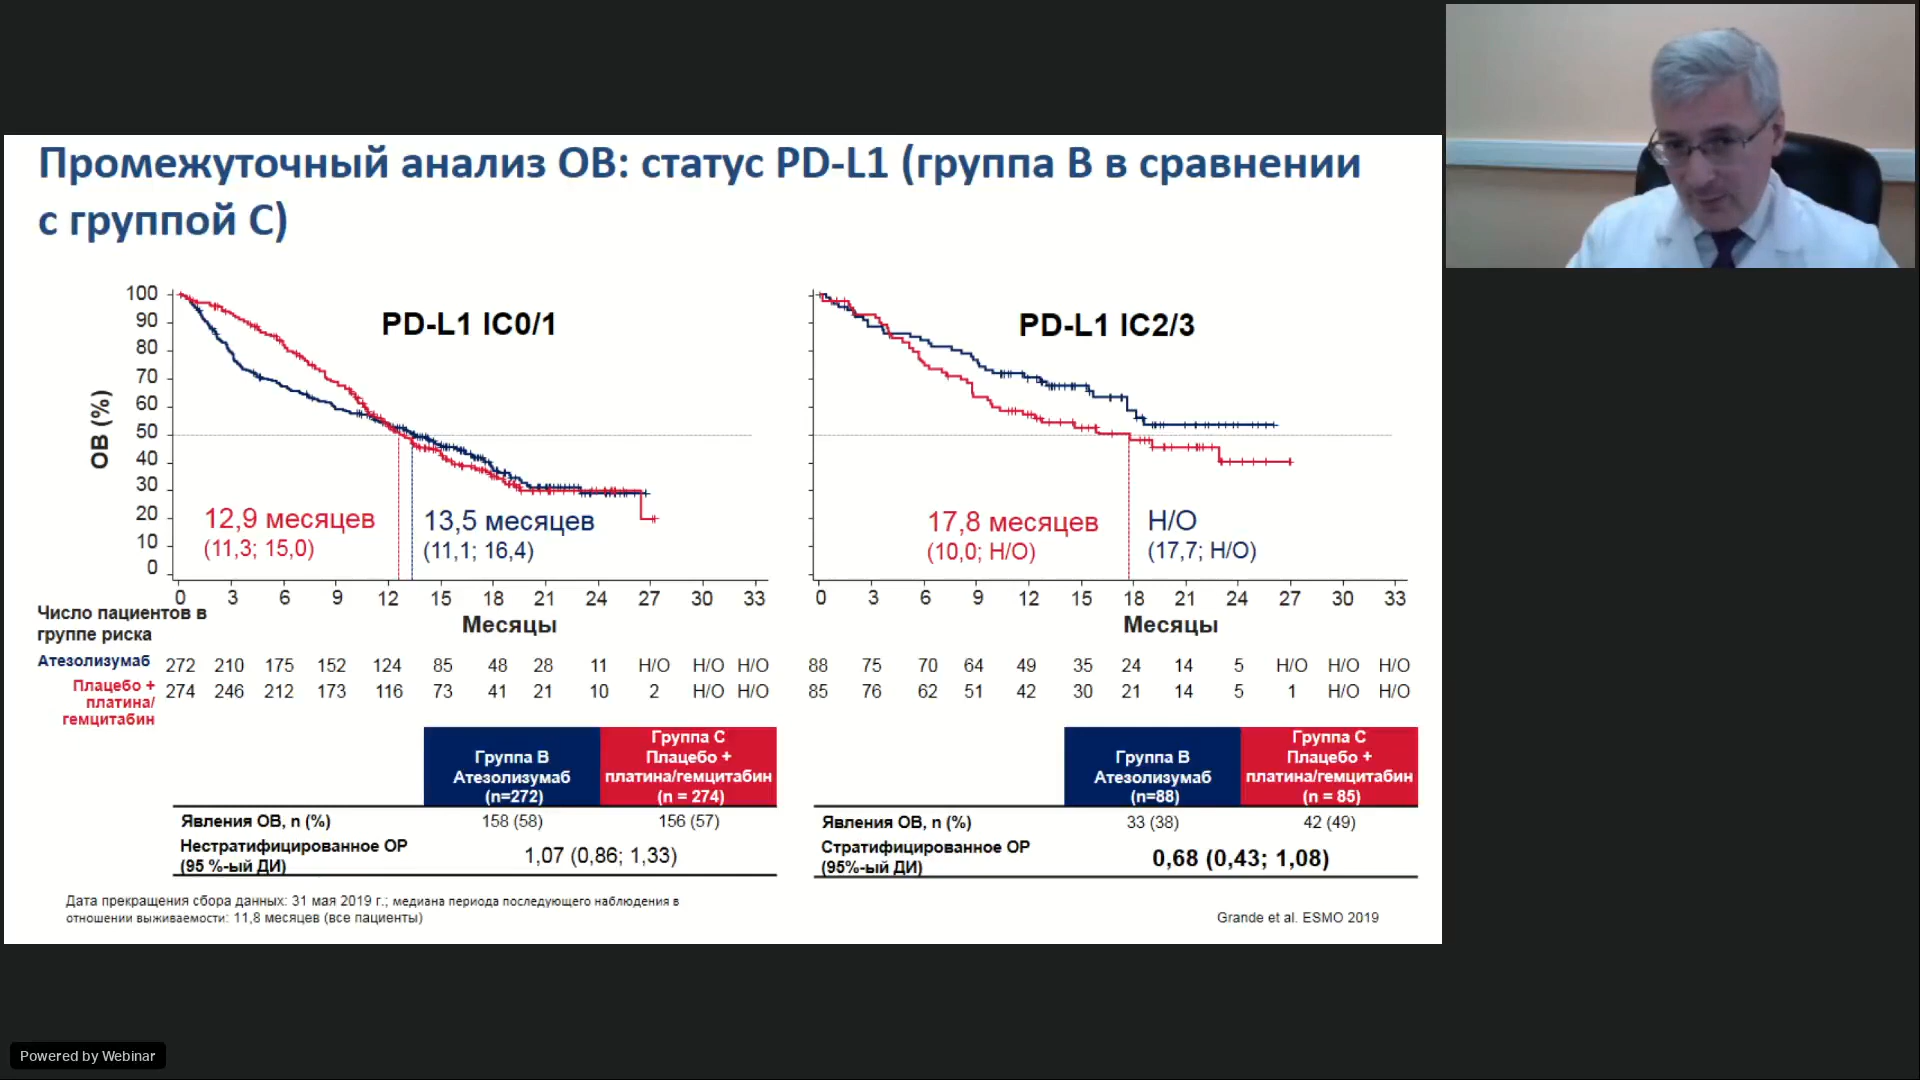 Промежуточный анализ ОВ: статус PD-L1 (группа В в сравнении
с группой С)
PD-L1 IC0/1
ОВ (%)
100
90
80
70
60
50
40
30
20
10
0
12,9 месяцев
(11,3; 15,0)
13,5 месяцев
(11,1; 16,4)
0 3 6 9 12 15 18 21 24 27 30 33
Месяцы
PD-L1 IC2/3
17,8 месяцев
(10,0; Н/О)
Н/О
(17,7; Н/О)
0 3 6 9 12 15 18 21 24 27 30 33
Месяцы
Число пациентов в
группе риска
Атезолизумаб 272 210 175 152 124 85 48 28 11 Н/О Н/О Н/О 88 75 70 64 49 35 24 14 5 Н/О Н/О Н/О
Плацебо + 274 246 212 173 116 73 41 21 10 2 Н/О Н/О 85 76 62 51 42 30 21 14 5 1 Н/О Н/О
платина/
гемцитабин
Группа В
Атезолизумаб
(n=272)
Группа С
Плацебо +
платина/гемцитабин
(n = 274)
Явления ОВ, n (%) 158 (58) 156 (57)
Нестратифицированное ОР
(95 %-ый ДИ)
1,07 (0,86; 1,33)
Группа В
Атезолизумаб
(n=88)
Группа С
Плацебо +
платина/гемцитабин
(n = 85)
Явления ОВ, n (%) 33 (38) 42 (49)
Стратифицированное ОР
(95%-ый ДИ)
0,68 (0,43; 1,08)
Дата прекращения сбора данных: 31 мая 2019 г.; медиана периода последующего наблюдения в
отношении выживаемости: 11,8 месяцев (все пациенты)
Grande et al. ESMO 2019
Powered by Webinar